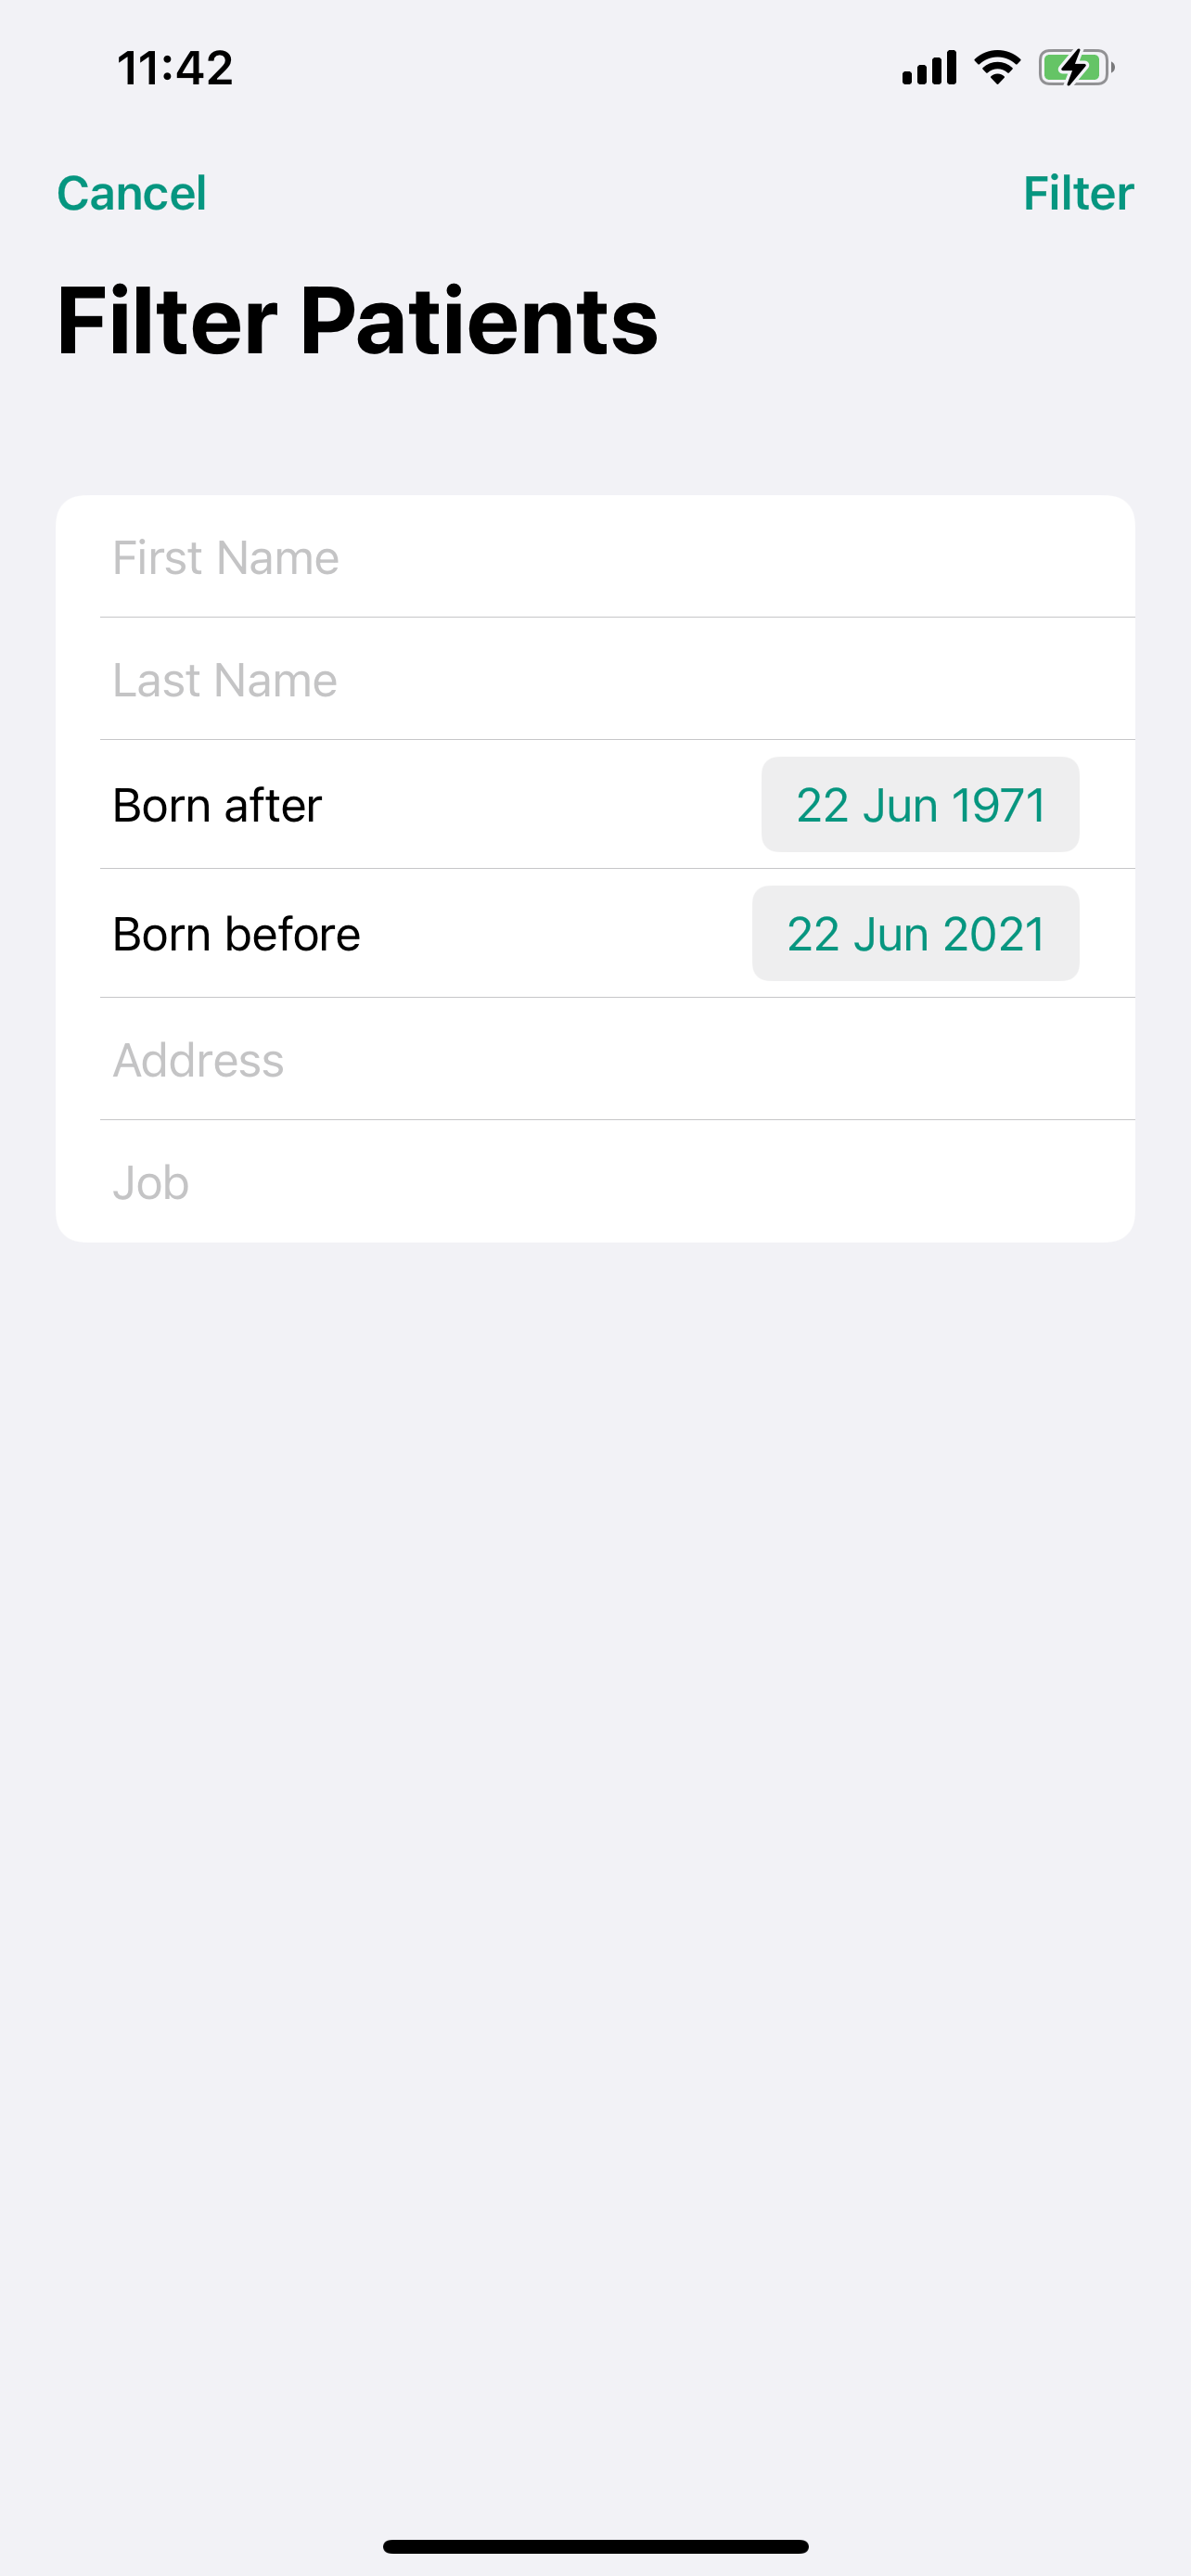 11:42
Cancel Filter
Filter Patients
First Name
Last Name
Born after 22 Jun 1971
Born before 22 Jun 2021
Address
Job